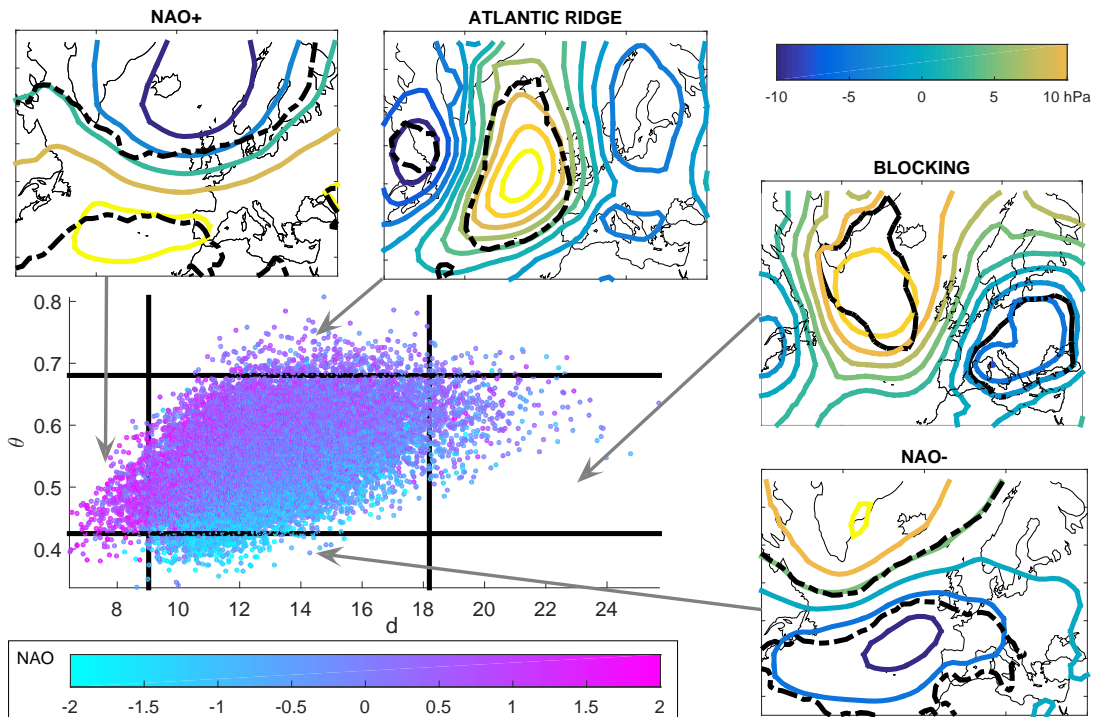 NAO+
ATLANTIC RIDGE
-10 -5 0 5 10 hPa
BLOCKING
0.8
0.7
0.6
0.5
0.4
θ
8 10 12 14 16 18 20 22 24
d
NAO-
NAO
-2 -1.5 -1 -0.5 0 0.5 1 1.5 2